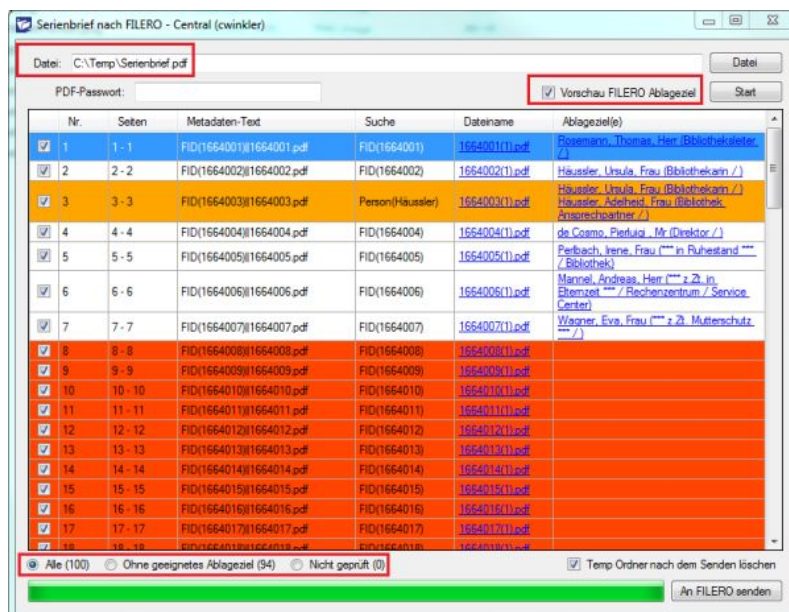 Serienbrief nach FILERO - Central (cwinkler)
Datei: C:\Temp\Serienbrief.pdf Datei
PDF-Passwort: Vorschau FILERO Ablageziel Start
Nr. Seiten Metadaten-Text Suche Dateiname Ablageziel(e)
1 1 - 1 FID(1664001)||1664001.pdf FID(1664001) 1664001(1).pdf Rosemann, Thomas, Herr (Bibliotheksleiter
/ )
2 2 - 2 FID(1664002)||1664002.pdf FID(1664002) 1664002(1).pdf Häussler, Ursula, Frau (Bibliothekarin / )
3 3 - 3 FID(1664003)||1664003.pdf Person(Häussler) 1664003(1).pdf Häussler, Ursula, Frau (Bibliothekarin / )
Häussler, Adelheid, Frau (Bibliothek
Ansprechpartner / )
4 4 - 4 FID(1664004)||1664004.pdf FID(1664004) 1664004(1).pdf de Cosmo, Pierluigi , Mr (Direktor / )
5 5 - 5 FID(1664005)||1664005.pdf FID(1664005) 1664005(1).pdf Perlbach, Irene, Frau (*** in Ruhestand ***
/ Bibliothek)
6 6 - 6 FID(1664006)||1664006.pdf FID(1664006) 1664006(1).pdf Mannel, Andreas, Herr (*** z.Zt. in
Elternzeit *** / Rechenzentrum / Service
Center)
7 7 - 7 FID(1664007)||1664007.pdf FID(1664007) 1664007(1).pdf Wagner, Eva, Frau (*** z.Zt. Mutterschutz
*** / )
8 8 - 8 FID(1664008)||1664008.pdf FID(1664008) 1664008(1).pdf
9 9 - 9 FID(1664009)||1664009.pdf FID(1664009) 1664009(1).pdf
10 10 - 10 FID(1664010)||1664010.pdf FID(1664010) 1664010(1).pdf
11 11 - 11 FID(1664011)||1664011.pdf FID(1664011) 1664011(1).pdf
12 12 - 12 FID(1664012)||1664012.pdf FID(1664012) 1664012(1).pdf
13 13 - 13 FID(1664013)||1664013.pdf FID(1664013) 1664013(1).pdf
14 14 - 14 FID(1664014)||1664014.pdf FID(1664014) 1664014(1).pdf
15 15 - 15 FID(1664015)||1664015.pdf FID(1664015) 1664015(1).pdf
16 16 - 16 FID(1664016)||1664016.pdf FID(1664016) 1664016(1).pdf
17 17 - 17 FID(1664017)||1664017.pdf FID(1664017) 1664017(1).pdf
18 18 - 18 FID(1664018)||1664018.pdf FID(1664018) 1664018(1).pdf
Alle (100) Ohne geeignetes Ablageziel (94) Nicht geprüft (0) Temp Ordner nach dem Senden löschen
An FILERO senden